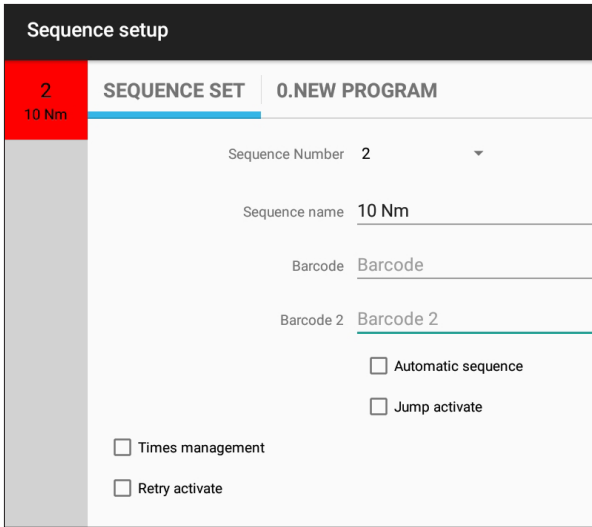 Sequence setup
2
10 Nm
SEQUENCE SET
0.NEW PROGRAM
Sequence Number 2
Sequence name 10 Nm
Barcode Barcode
Barcode 2 Barcode 2
Automatic sequence
Jump activate
Times management
Retry activate